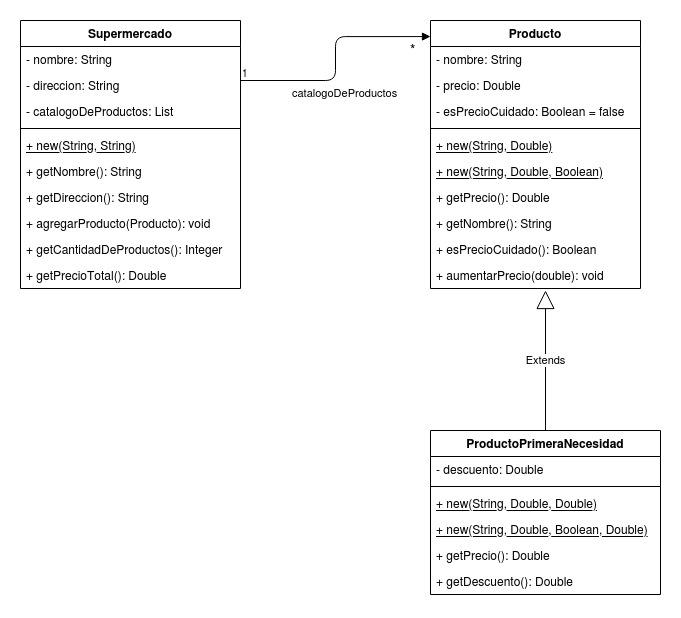 Supermercado
- nombre: String
- direccion: String
- catalogoDeProductos: List
+ new(String, String)
+ getNombre(): String
+ getDireccion(): String
+ agregarProducto(Producto): void
+ getCantidadDeProductos(): Integer
+ getPrecioTotal(): Double
1
*
catalogoDeProductos
Producto
- nombre: String
- precio: Double
- esPrecioCuidado: Boolean = false
+ new(String, Double)
+ new(String, Double, Boolean)
+ getPrecio(): Double
+ getNombre(): String
+ esPrecioCuidado(): Boolean
+ aumentarPrecio(double): void
Extends
ProductoPrimeraNecesidad
- descuento: Double
+ new(String, Double, Double)
+ new(String, Double, Boolean, Double)
+ getPrecio(): Double
+ getDescuento(): Double